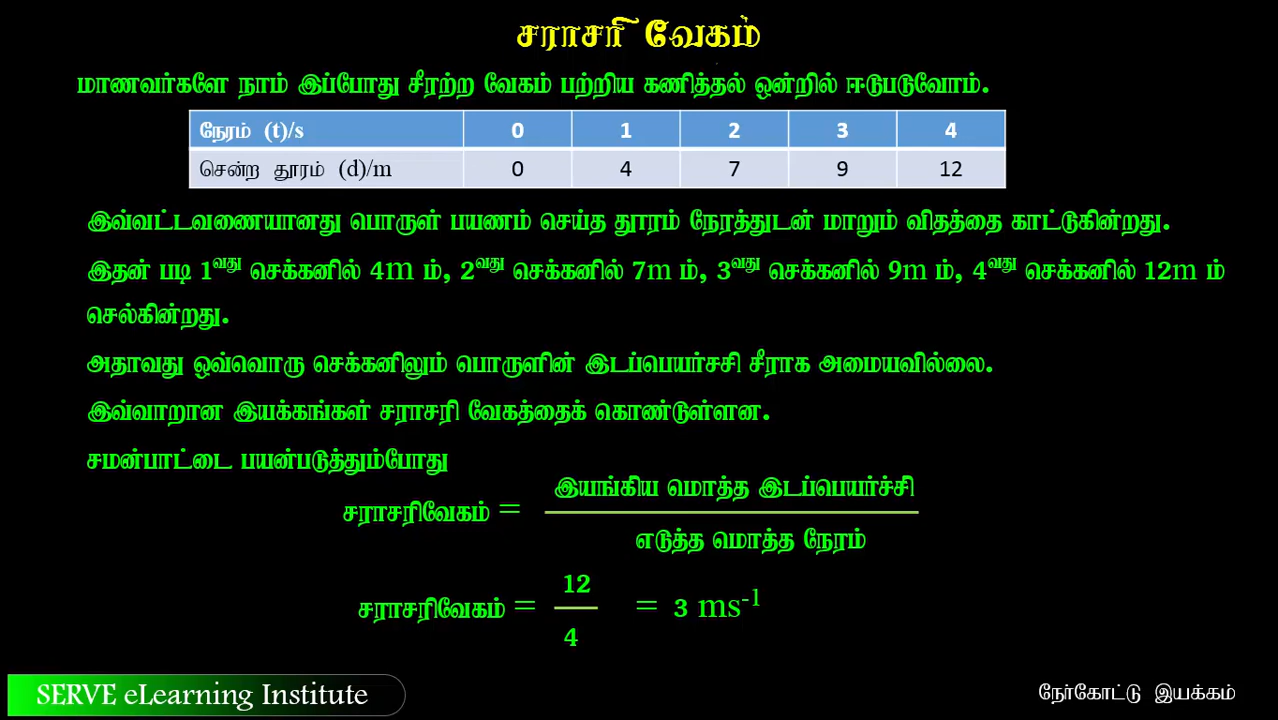 சராசரி வேகம்
மாணவர்களே நாம் இப்போது சீரற்ற வேகம் பற்றிய கணித்தல் ஒன்றில் ஈடுபடுவோம்.
நேரம் (t)/s 0 1 2 3 4
சென்ற தூரம் (d)/m 0 4 7 9 12
இவ்வட்டவணையானது பொருள் பயணம் செய்த தூரம் நேரத்துடன் மாறும் விதத்தை காட்டுகின்றது.
இதன் படி 1வது செக்கனில் 4m ம், 2வது செக்கனில் 7m ம், 3வது செக்கனில் 9m ம், 4வது செக்கனில் 12m ம்
செல்கின்றது.
அதாவது ஒவ்வொரு செக்கனிலும் பொருளின் இடப்பெயர்சசி சீராக அமையவில்லை.
இவ்வாறான இயக்கங்கள் சராசரி வேகத்தைக் கொண்டுள்ளன.
சமன்பாட்டை பயன்படுத்தும்போது
இயங்கிய மொத்த இடப்பெயர்ச்சி
சராசரிவேகம் =
எடுத்த மொத்த நேரம்
12
சராசரிவேகம் = = 3 ms-1
4
SERVE eLearning Institute
நேர்கோட்டு இயக்கம்